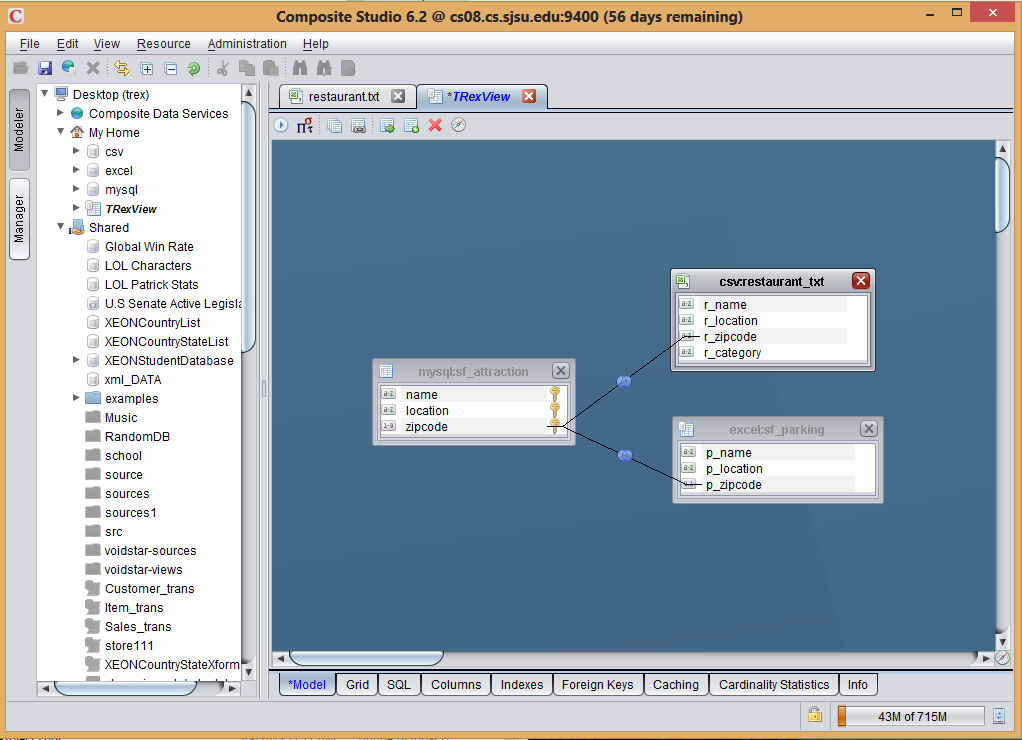 Composite Studio 6.2 @ cs08.cs.sjsu.edu:9400 (56 days remaining)
File Edit View Resource Administration Help
Modeler
Manager
Desktop (trex)
Composite Data Services
My Home
csv
excel
mysql
TRexView
Shared
Global Win Rate
LOL Characters
LOL Patrick Stats
U.S Senate Active Legisla
XEONCountryList
XEONCountryStateList
XEONStudentDatabase
xml_DATA
examples
Music
RandomDB
school
source
sources
sources1
src
voidstar-sources
voidstar-views
Customer_trans
Item_trans
Sales_trans
store111
XEONCountryStateXform
restaurant.txt *TRexView
mysql:sf_attraction
name
location
zipcode
csv:restaurant_txt
r_name
r_location
r_zipcode
r_category
excel:sf_parking
p_name
p_location
p_zipcode
*Model Grid SQL Columns Indexes Foreign Keys Caching Cardinality Statistics Info
43M of 715M